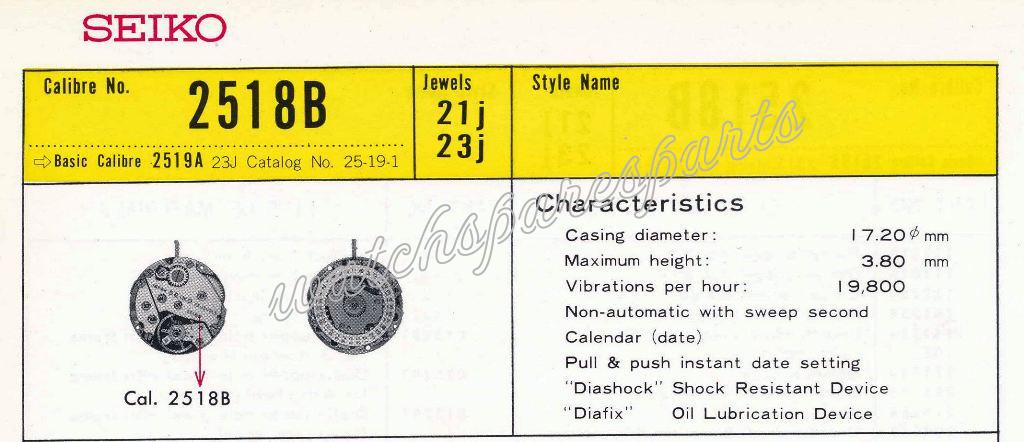 SEIKO
Calibre No.
2518B
⇨Basic Calibre 2519A 23J Catalog No. 25-19-1
Jewels
21j
23j
Style Name
watchspareparts
Characteristics
Casing diameter: 17.20 ϕ mm
Maximum height: 3.80 mm
Vibrations per hour: 19,800
Non-automatic with sweep second
Calendar (date)
Pull & push instant date setting
"Diashock" Shock Resistant Device
"Diafix" Oil Lubrication Device
Cal. 2518B